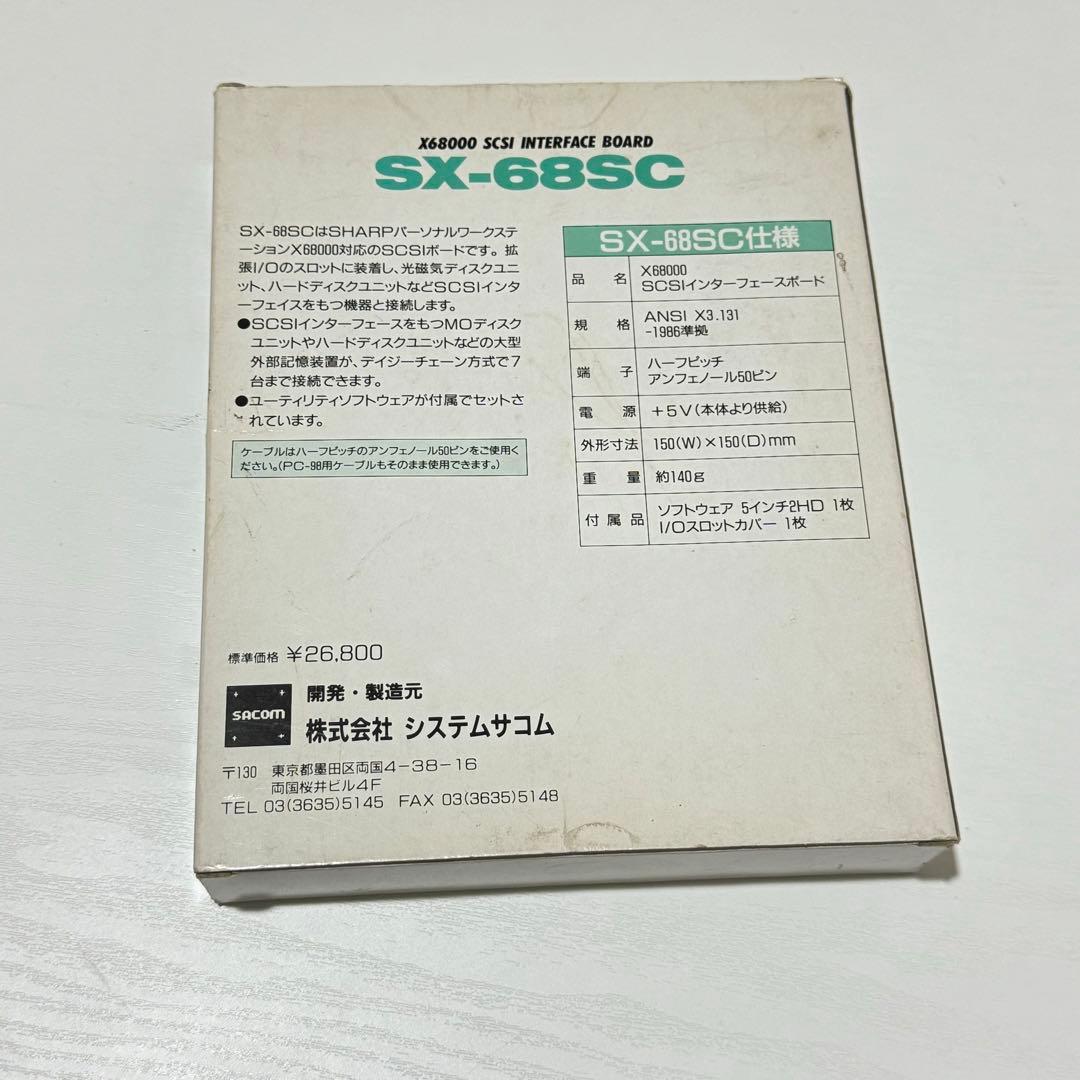 X68000 SCSI INTERFACE BOARD
SX-68SC
SX-68SCはSHARPパーソナルワークステ
ーションX68000対応のSCSIボードです。拡
張I/Oのスロットに装着し、光磁気ディスクユニ
ット、ハードディスクユニットなどSCSIインタ
ーフェイスをもつ機器と接続します。
●SCSIインターフェースをもつMOディスク
ユニットやハードディスクユニットなどの大型
外部記憶装置が、デイジーチェーン方式で7
台まで接続できます。
●ユーティリティソフトウェアが付属でセットさ
れています。
ケーブルはハーフピッチのアンフェノール50ピンをご使用く
ださい。(PC-98用ケーブルもそのまま使用できます。)
SX-68SC仕様
品名 X68000
SCSIインターフェースボード
規格 ANSI X3.131
-1986準拠
端子 ハーフピッチ
アンフェノール50ピン
電源 +5V(本体より供給)
外形寸法 150(W)×150(D)mm
重量 約140g
付属品 ソフトウェア 5インチ2HD 1枚
I/Oスロットカバー 1枚
標準価格 ¥26,800
SACOM
開発・製造元
株式会社 システムサコム
〒130 東京都墨田区両国4-38-16
両国桜井ビル4F
TEL 03(3635)5145 FAX 03(3635)5148